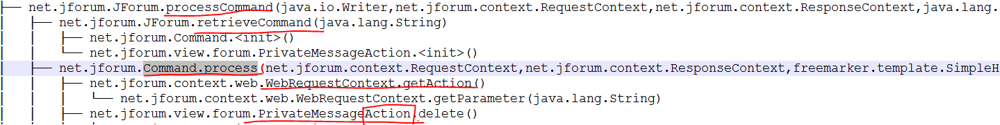 ├── net.jforum.JForum.processCommand(java.io.Writer,net.jforum.context.RequestContext,net.jforum.context.ResponseContext,java.lang.
│ ├── net.jforum.JForum.retrieveCommand(java.lang.String)
│ │ ├── net.jforum.Command.<init>()
│ │ └── net.jforum.view.forum.PrivateMessageAction.<init>()
│ ├── net.jforum.Command.process(net.jforum.context.RequestContext,net.jforum.context.ResponseContext,freemarker.template.SimpleH
│ │ ├── net.jforum.context.web.WebRequestContext.getAction()
│ │ │ └── net.jforum.context.web.WebRequestContext.getParameter(java.lang.String)
│ │ ├── net.jforum.view.forum.PrivateMessageAction.delete()